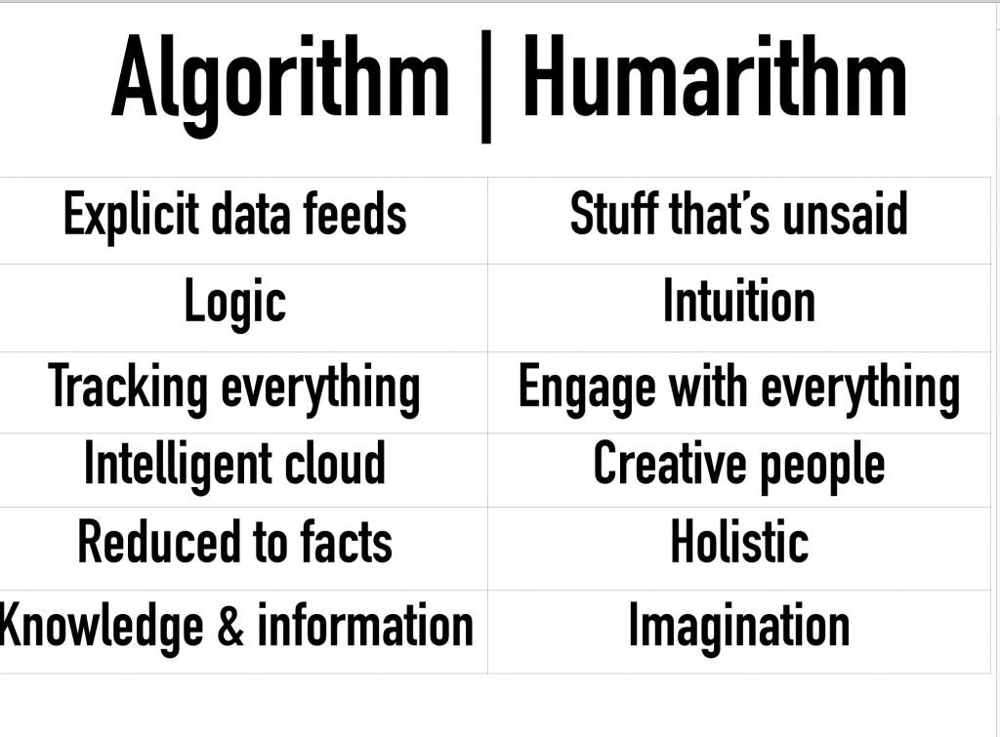 Algorithm | Humarithm
Explicit data feeds Stuff that’s unsaid
Logic Intuition
Tracking everything Engage with everything
Intelligent cloud Creative people
Reduced to facts Holistic
Knowledge & information Imagination